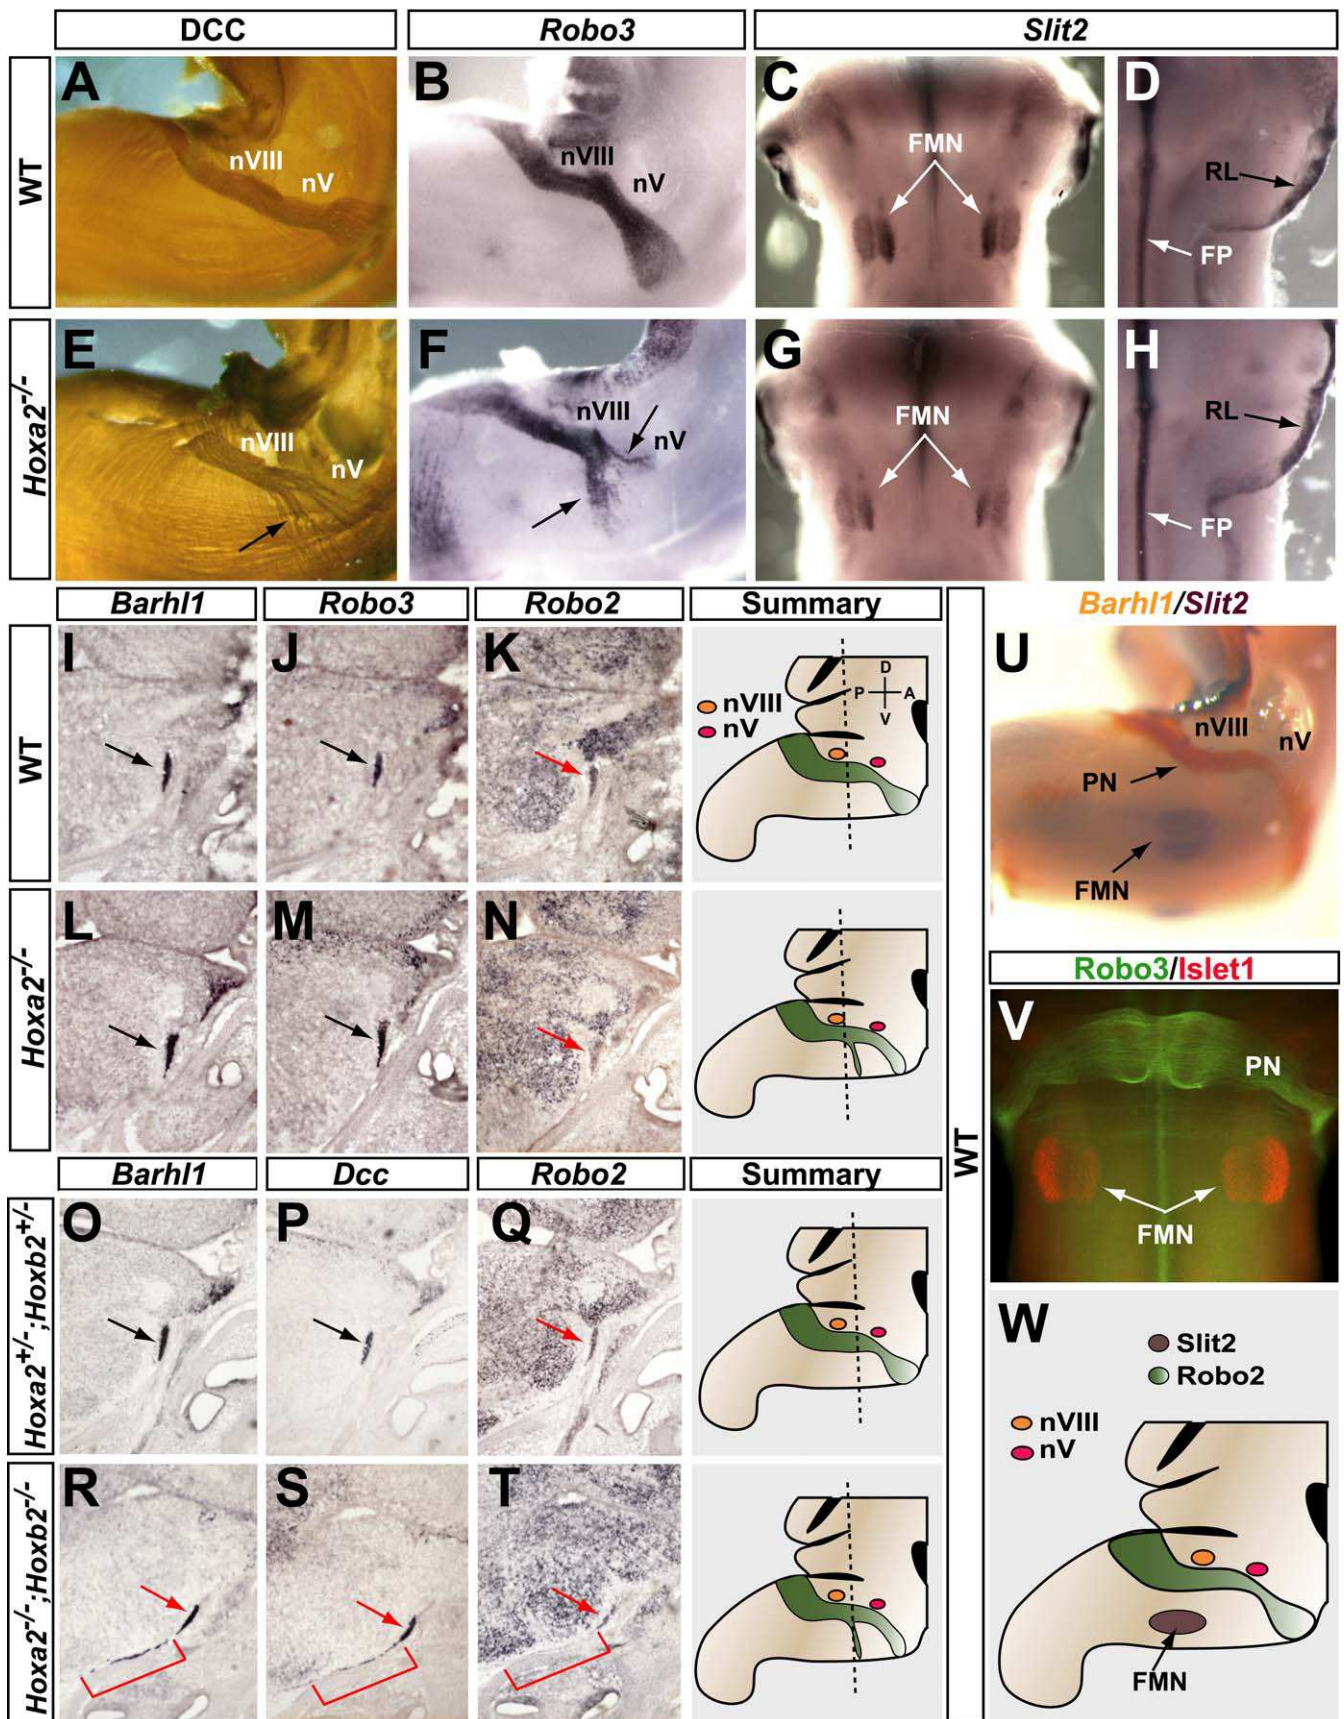 DCC Robo3 Slit2
WT
A nVIII nV
B nVIII nV
C FMN
D RL FP
Hoxa2-/-
E nVIII nV
F nVIII nV
G FMN
H RL FP
Barhl1 Robo3 Robo2 Summary
WT
I
J
K
nVIII
nV
D
P A
V
Hoxa2-/-
L
M
N
Barhl1 Dcc Robo2 Summary
Hoxa2+/-;Hoxb2+/-
O
P
Q
Hoxa2-/-;Hoxb2-/-
R
S
T
WT
Barhl1/Slit2
U
nVIII
nV
PN
FMN
Robo3/Islet1
V
PN
FMN
W
Slit2
Robo2
nVIII
nV
FMN